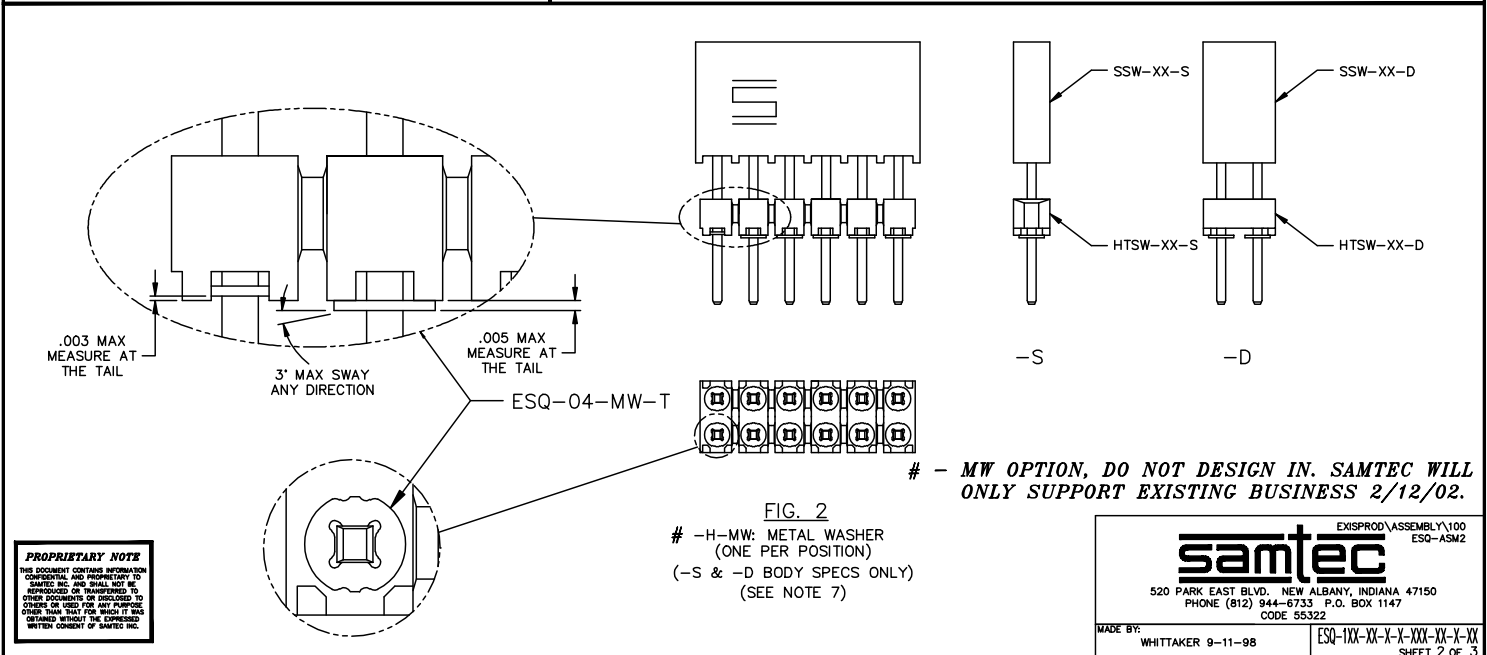 SSW-XX-S
SSW-XX-D
HTSW-XX-S
HTSW-XX-D
.003 MAX
MEASURE AT
THE TAIL
3° MAX SWAY
ANY DIRECTION
.005 MAX
MEASURE AT
THE TAIL
-S
-D
ESQ-04-MW-T
# - MW OPTION, DO NOT DESIGN IN. SAMTEC WILL
ONLY SUPPORT EXISTING BUSINESS 2/12/02.
FIG. 2
# -H-MW: METAL WASHER
(ONE PER POSITION)
(-S & -D BODY SPECS ONLY)
(SEE NOTE 7)
PROPRIETARY NOTE
THIS DOCUMENT CONTAINS INFORMATION
CONFIDENTIAL AND PROPRIETARY TO
SAMTEC INC. AND SHALL NOT BE
REPRODUCED OR TRANSFERRED TO
OTHER DOCUMENTS OR DISCLOSED TO
OTHERS OR USED FOR ANY PURPOSE
OTHER THAN THAT FOR WHICH IT WAS
OBTAINED WITHOUT THE EXPRESSED
WRITTEN CONSENT OF SAMTEC INC.
EXISPROD\ASSEMBLY\100
ESQ-ASM2
samtec
520 PARK EAST BLVD. NEW ALBANY, INDIANA 47150
PHONE (812) 944-6733 P.O. BOX 1147
CODE 55322
MADE BY:
WHITTAKER 9-11-98
ESQ-1XX-XX-X-X-XXX-XX-X-XX
SHEET 2 OF 3